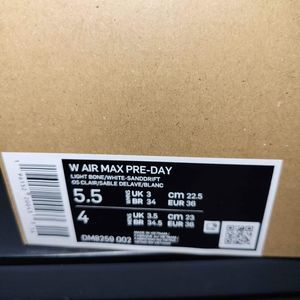 W AIR MAX PRE-DAY
LIGHT BONE/WHITE-SANDDRIFT
OS CLAIR/SABLE DELAVE/BLANC
5.5 UK 3 cm 22.5
BR 34 EUR 36
4 UK 3.5 cm 23
BR 34.5 EUR 36
DM8259 002